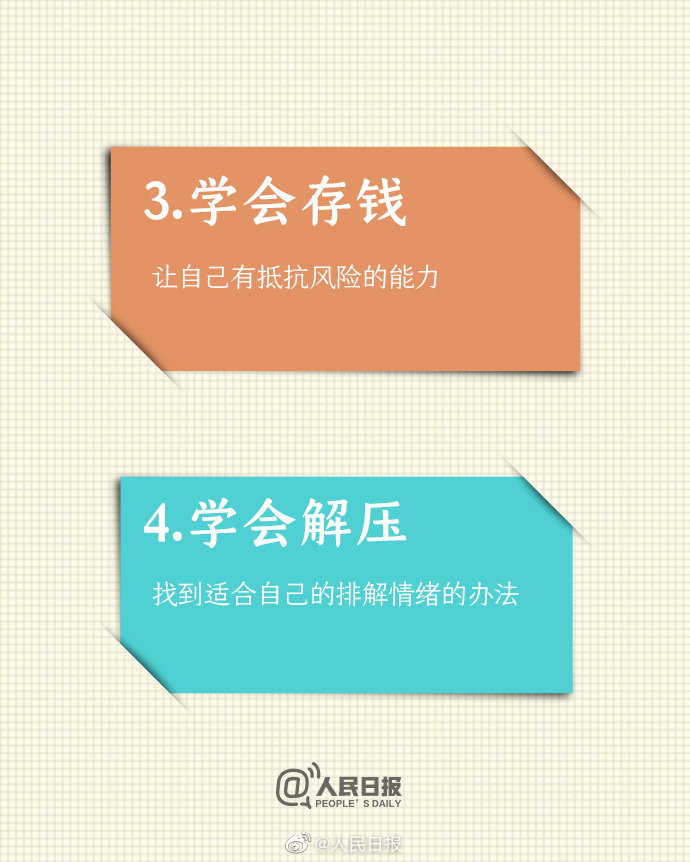 3.学会存钱
让自己有抵抗风险的能力
4.学会解压
找到适合自己的排解情绪的办法
@人民日报
PEOPLE'S DAILY
@人民日报